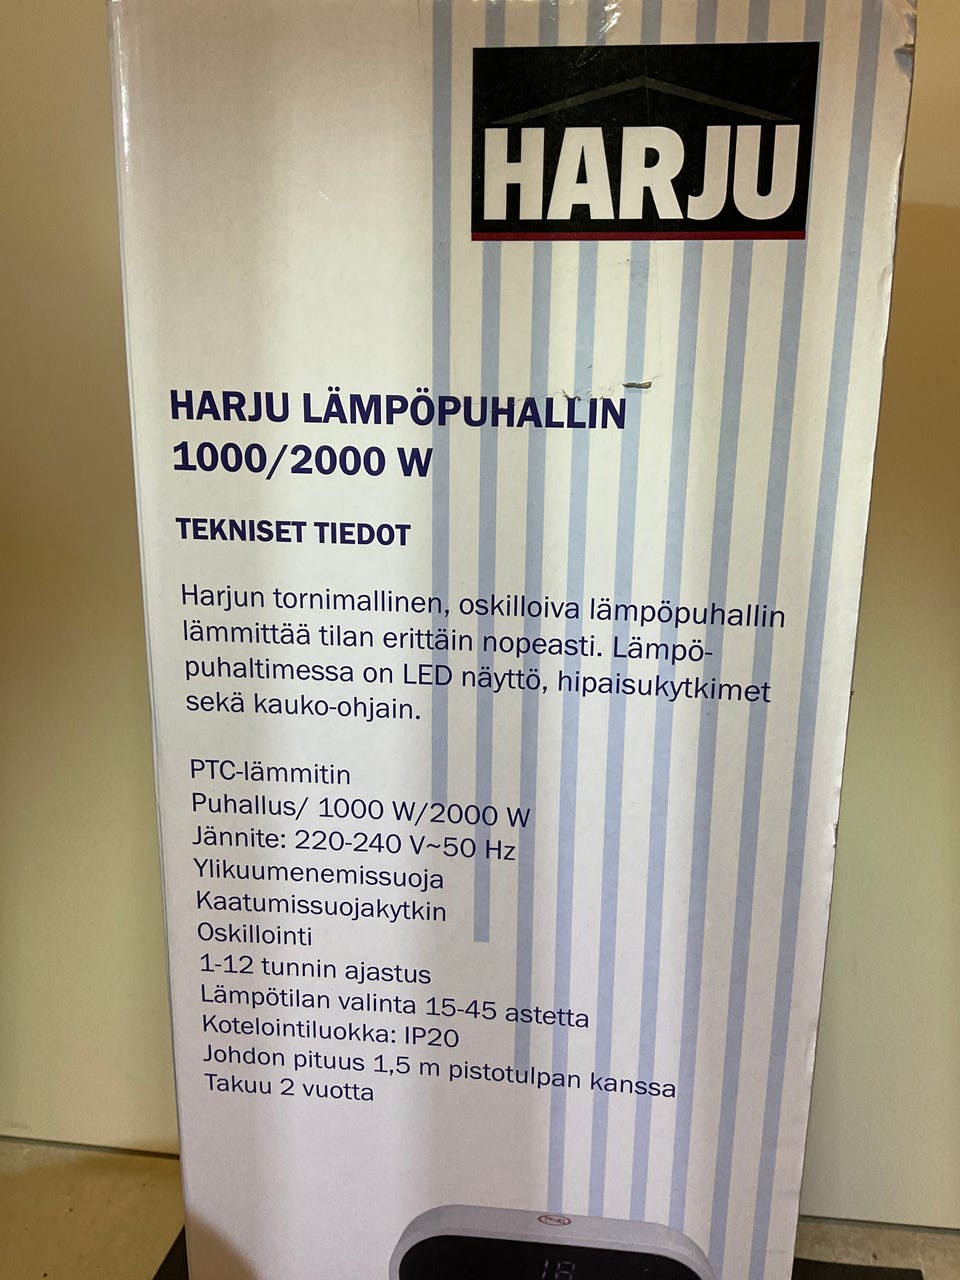 HARJU
HARJU LÄMPÖPUHALLIN
1000/2000 W
TEKNISET TIEDOT
Harjun tornimallinen, oskilloiva lämpöpuhallin
lämmittää tilan erittäin nopeasti. Lämpö-
puhaltimessa on LED näyttö, hipaisukytkimet
sekä kauko-ohjain.
PTC-lämmitin
Puhallus/ 1000 W/2000 W
Jännite: 220-240 V~50 Hz
Ylikuumenemissuoja
Kaatumissuojakytkin
Oskillointi
1-12 tunnin ajastus
Lämpötilan valinta 15-45 astetta
Kotelointiluokka: IP20
Johdon pituus 1,5 m pistotulpan kanssa
Takuu 2 vuotta
18